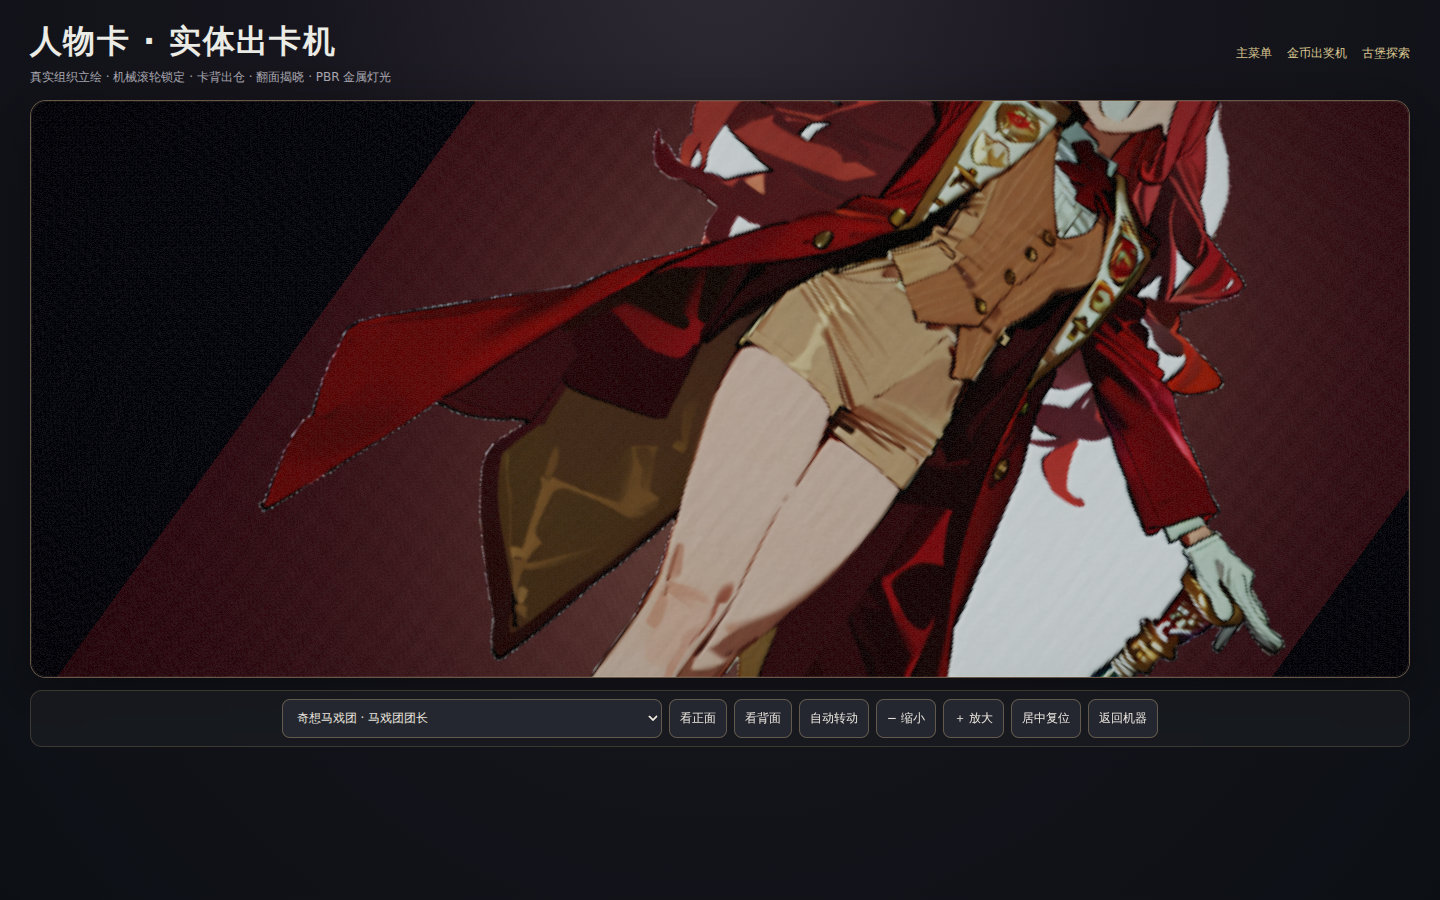 人物卡 · 实体出卡机
真实组织立绘 · 机械滚轮锁定 · 卡背出仓 · 翻面揭晓 · PBR 金属灯光
主菜单 金币出奖机 古堡探索
奇想马戏团 · 马戏团团长 看正面 看背面 自动转动 − 缩小 + 放大 居中复位 返回机器